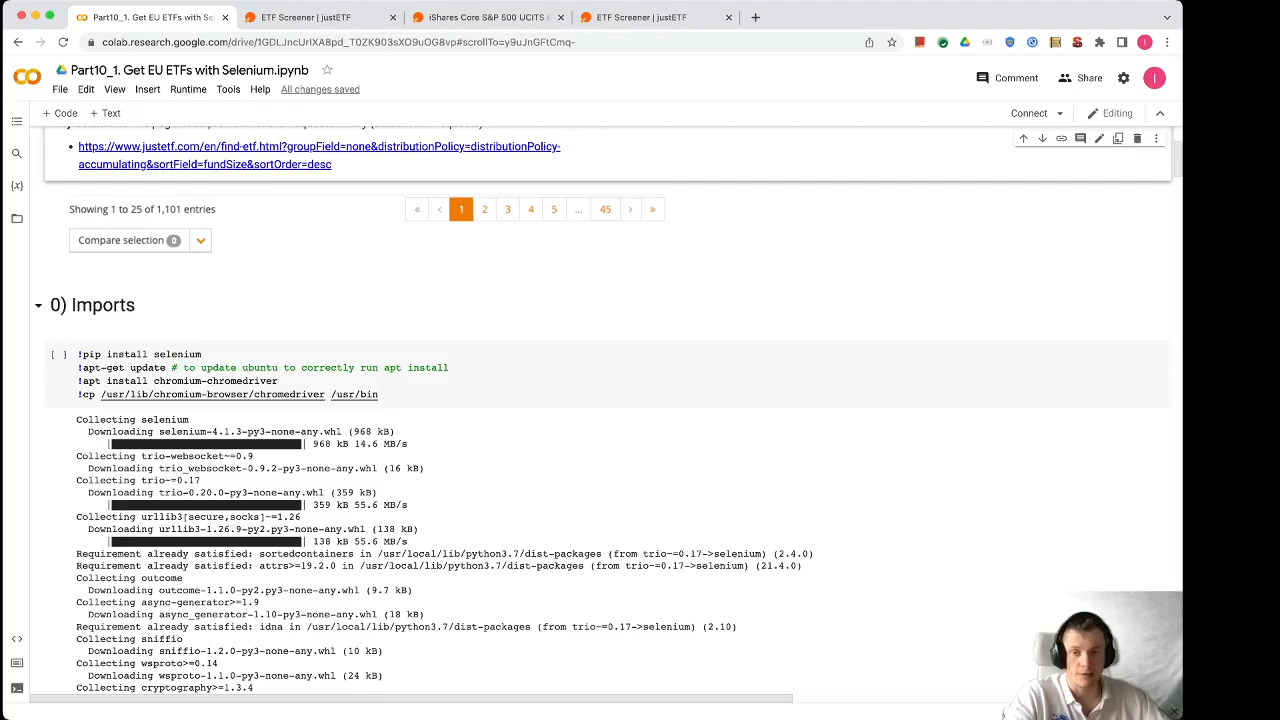 Part10_1. Get EU ETFs with Sel
ETF Screener | justETF
iShares Core S&P 500 UCITS E
ETF Screener | justETF
Part10_1. Get EU ETFs with Selenium.ipynb
File Edit View Insert Runtime Tools Help All changes saved
Comment Share I
+ Code + Text
Connect Editing
https://www.justetf.com/en/find-etf.html?groupField=none&distributionPolicy=distributionPolicy-
accumulating&sortField=fundSize&sortOrder=desc
Showing 1 to 25 of 1,101 entries
« ‹ 1 2 3 4 5 ... 45 › »
Compare selection 0
0) Imports
[ ] !pip install selenium
!apt-get update # to update ubuntu to correctly run apt install
!apt install chromium-chromedriver
!cp /usr/lib/chromium-browser/chromedriver /usr/bin
Collecting selenium
Downloading selenium-4.1.3-py3-none-any.whl (968 kB)
968 kB 14.6 MB/s
Collecting trio-websocket~=0.9
Downloading trio_websocket-0.9.2-py3-none-any.whl (16 kB)
Collecting trio~=0.17
Downloading trio-0.20.0-py3-none-any.whl (359 kB)
359 kB 55.6 MB/s
Collecting urllib3[secure,socks]~=1.26
Downloading urllib3-1.26.9-py2.py3-none-any.whl (138 kB)
138 kB 55.6 MB/s
Requirement already satisfied: sortedcontainers in /usr/local/lib/python3.7/dist-packages (from trio~=0.17->selenium) (2.4.0)
Requirement already satisfied: attrs>=19.2.0 in /usr/local/lib/python3.7/dist-packages (from trio~=0.17->selenium) (21.4.0)
Collecting outcome
Downloading outcome-1.1.0-py2.py3-none-any.whl (9.7 kB)
Collecting async-generator>=1.9
Downloading async_generator-1.10-py3-none-any.whl (18 kB)
Requirement already satisfied: idna in /usr/local/lib/python3.7/dist-packages (from trio~=0.17->selenium) (2.10)
Collecting sniffio
Downloading sniffio-1.2.0-py3-none-any.whl (10 kB)
Collecting wsproto>=0.14
Downloading wsproto-1.1.0-py3-none-any.whl (24 kB)
Collecting cryptography>=1.3.4